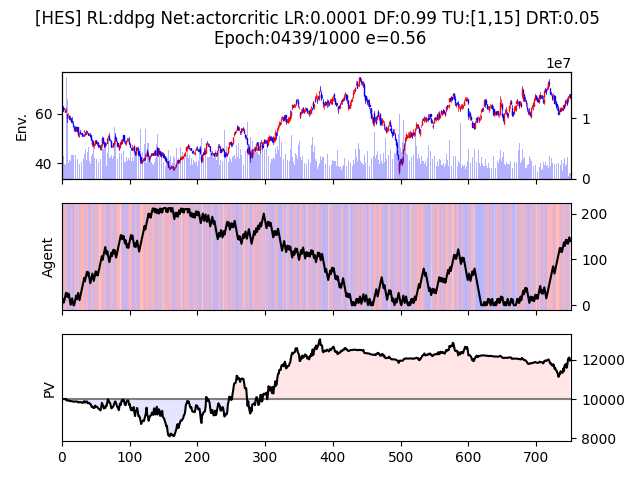 [HES] RL:ddpg Net:actorcritic LR:0.0001 DF:0.99 TU:[1,15] DRT:0.05
Epoch:0439/1000 e=0.56
1e7
60
40
Env.
1
0
Agent
200
100
0
PV
12000
10000
8000
0 100 200 300 400 500 600 700